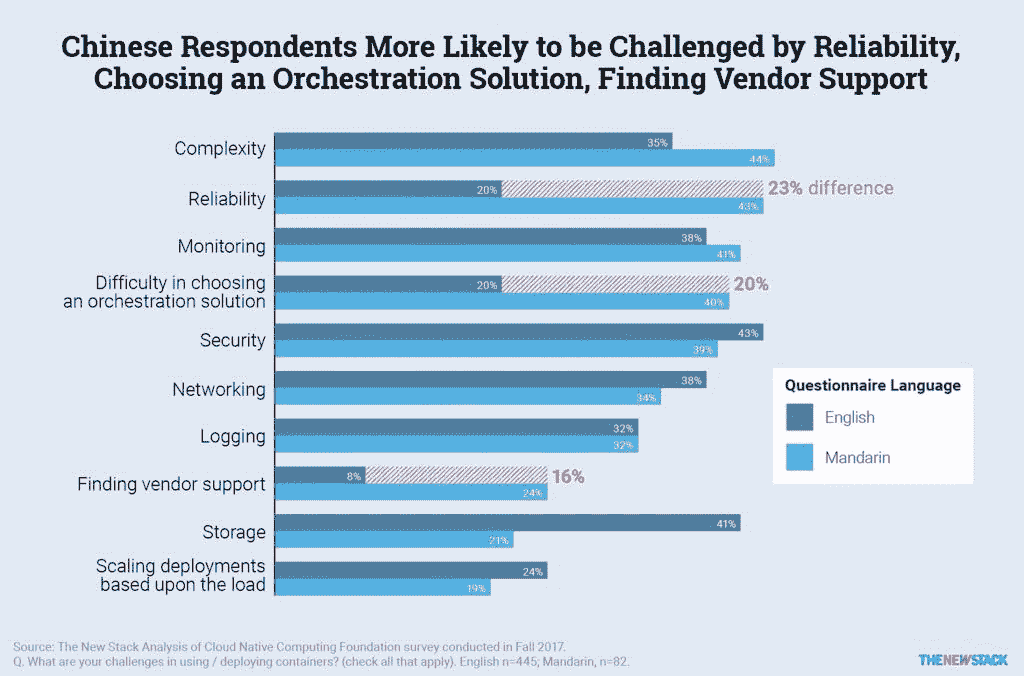 Chinese Respondents More Likely to be Challenged by Reliability,
Choosing an Orchestration Solution, Finding Vendor Support
Complexity
35%
44%
Reliability
20%
23% difference
43%
Monitoring
38%
41%
Difficulty in choosing
an orchestration solution
20%
20%
40%
Security
43%
39%
Networking
38%
34%
Logging
32%
32%
Finding vendor support
8%
16%
24%
Storage
41%
21%
Scaling deployments
based upon the load
24%
19%
Questionnaire Language
English
Mandarin
Source: The New Stack Analysis of Cloud Native Computing Foundation survey conducted in Fall 2017.
Q. What are your challenges in using / deploying containers? (check all that apply). English n=445; Mandarin, n=82.
THENEWSTACK